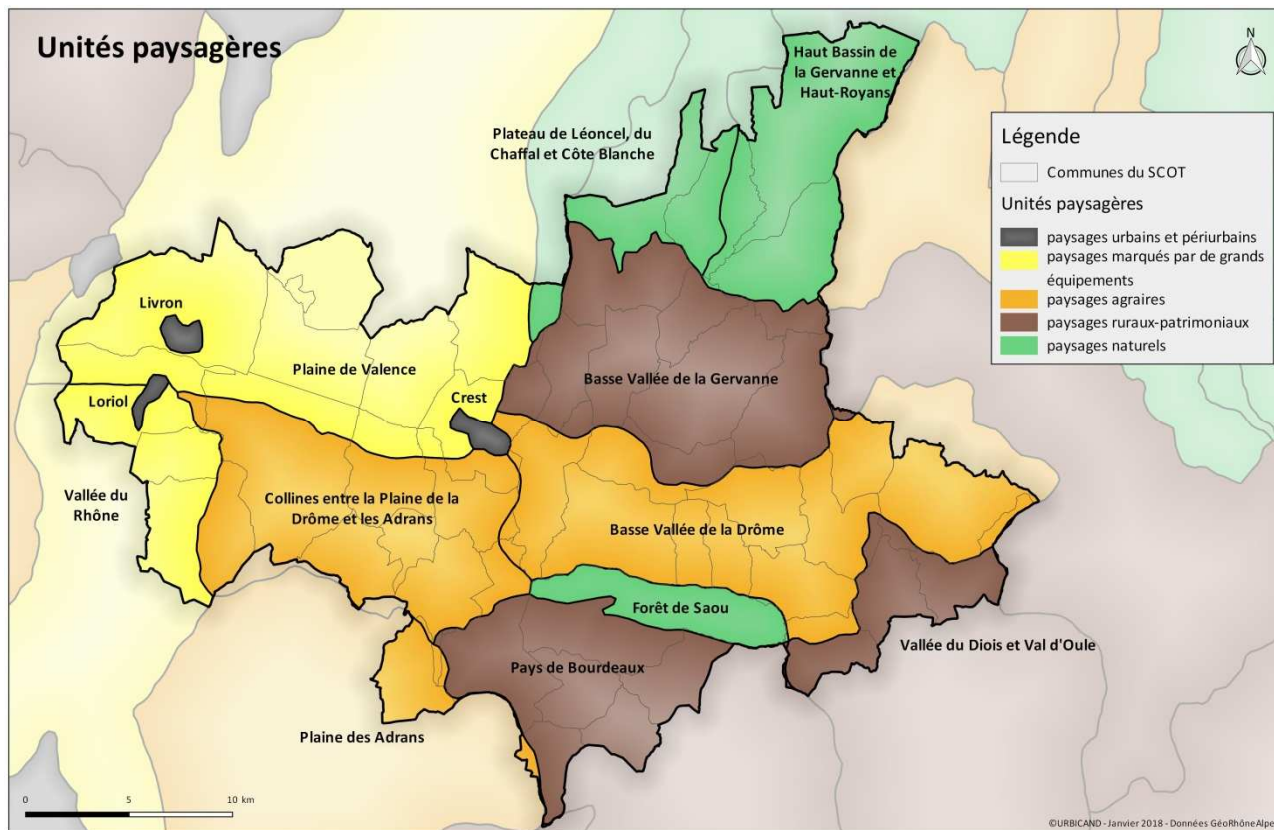 Unités paysagères
N
Haut Bassin de
la Gervanne et
Haut-Royans
Plateau de Léoncel, du
Chaffal et Côte Blanche
Légende
Communes du SCOT
Unités paysagères
paysages urbains et périurbains
paysages marqués par de grands
équipements
paysages agraires
paysages ruraux-patrimoniaux
paysages naturels
Livron
Plaine de Valence
Basse Vallée de la Gervanne
Loriol
Crest
Vallée du
Rhône
Collines entre la Plaine de la
Drôme et les Adrans
Basse Vallée de la Drôme
Forêt de Saou
Pays de Bourdeaux
Vallée du Diois et Val d'Oule
Plaine des Adrans
0 5 10 km
©URBICAND - Janvier 2018 - Données GéoRhôneAlpe